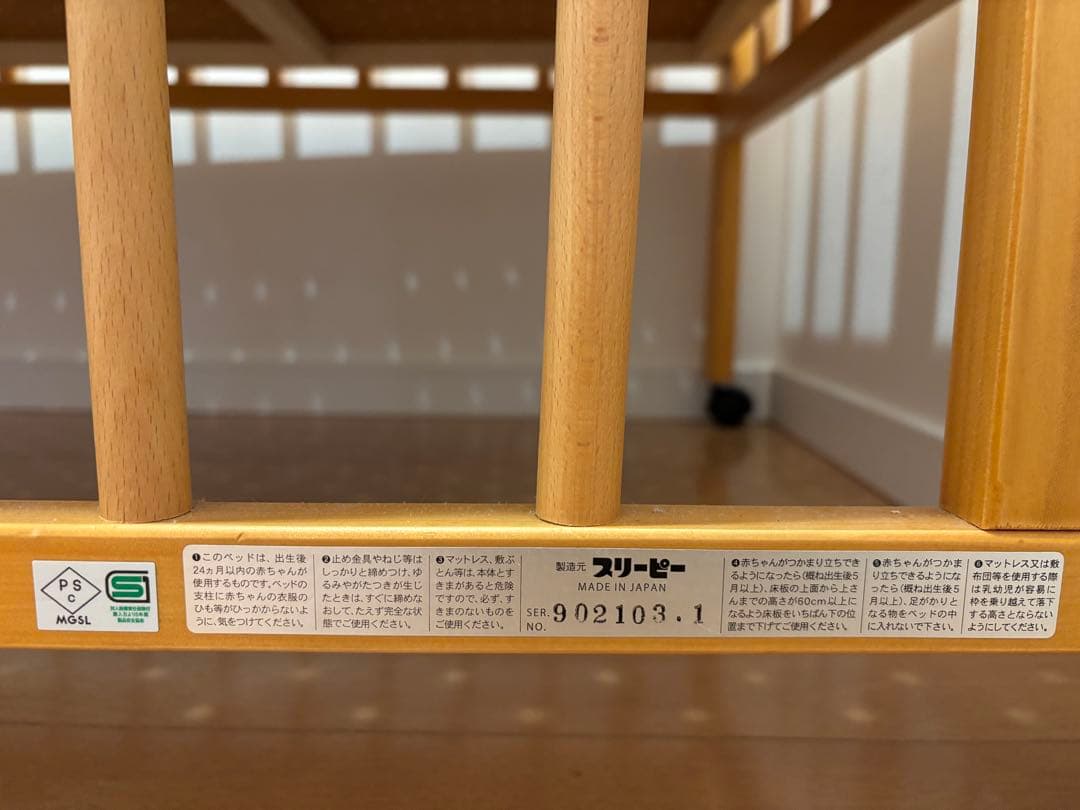 PS
C
MGSL
S
製品安全協会
❶このベッドは、出生後
24ヵ月以内の赤ちゃんが
使用するものです。ベッドの
支柱に赤ちゃんの衣服の
ひも等がひっかからないよ
うに、気をつけてください。
❷止め金具やねじ等は
しっかりと締めつけ、ゆ
るみやがたつきが生じ
たときは、すぐに締めな
おして、たえず完全な状
態でご使用ください。
❸マットレス、敷ぶ
とん等は、本体とす
き間があると危険
ですので、必ず、す
きまのないものを
ご使用ください。
製造元 スリーピー
MADE IN JAPAN
SER.
NO. 902103.1
❹赤ちゃんがつかまり立ちでき
るようになったら(概ね出生後5
月以上)、床板の上面から上さ
んまでの高さが60cm以上に
なるよう床板をいちばん下の位
置まで下げてご使用ください。
❺赤ちゃんがつかま
り立ちできるようにな
ったら(概ね出生後5
月以上)、足がかりと
なる物をベッドの中
に入れないで下さい。
❻マットレス又は敷
布団等を使用する際
は乳幼児が容易に
枠を乗り越えて落下
する高さとならない
ようにしてください。